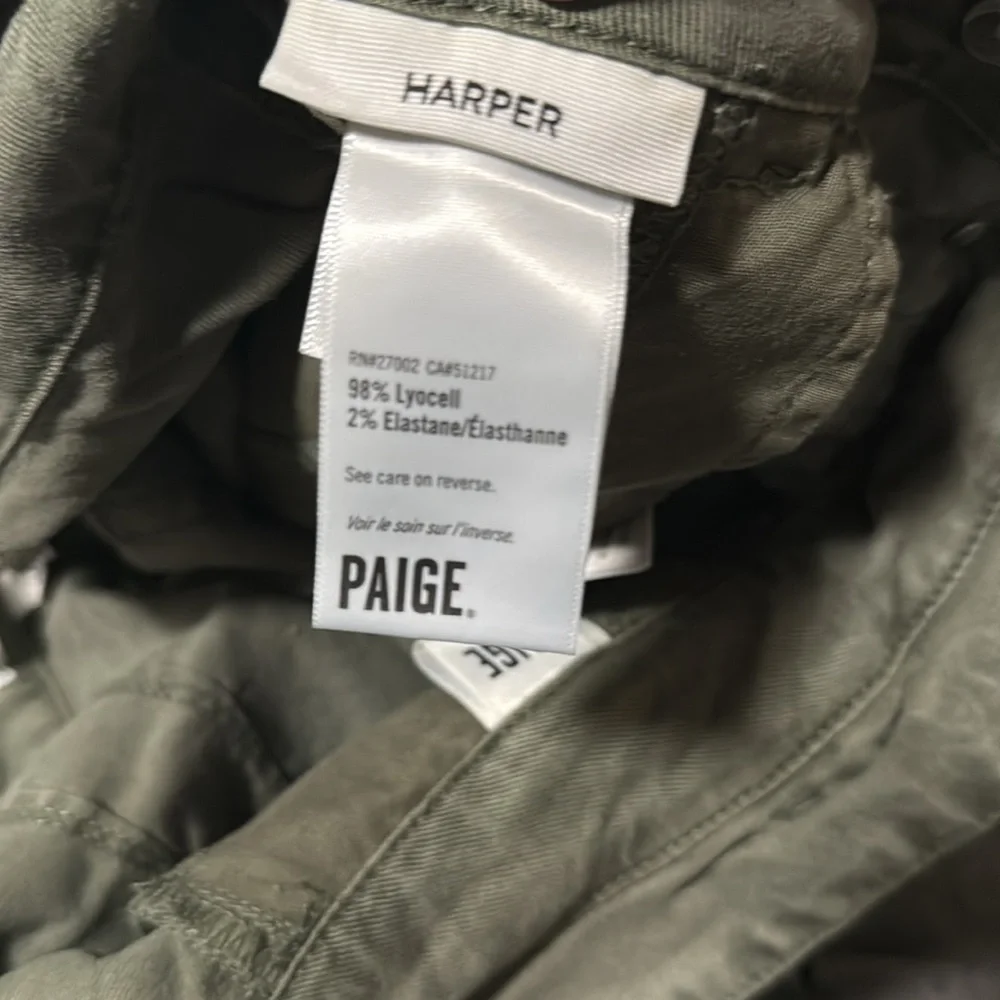 HARPER
RN#27002 CA#51217
98% Lyocell
2% Elastane/Élasthanne
See care on reverse.
Voir le soin sur l'inverse.
PAIGE.